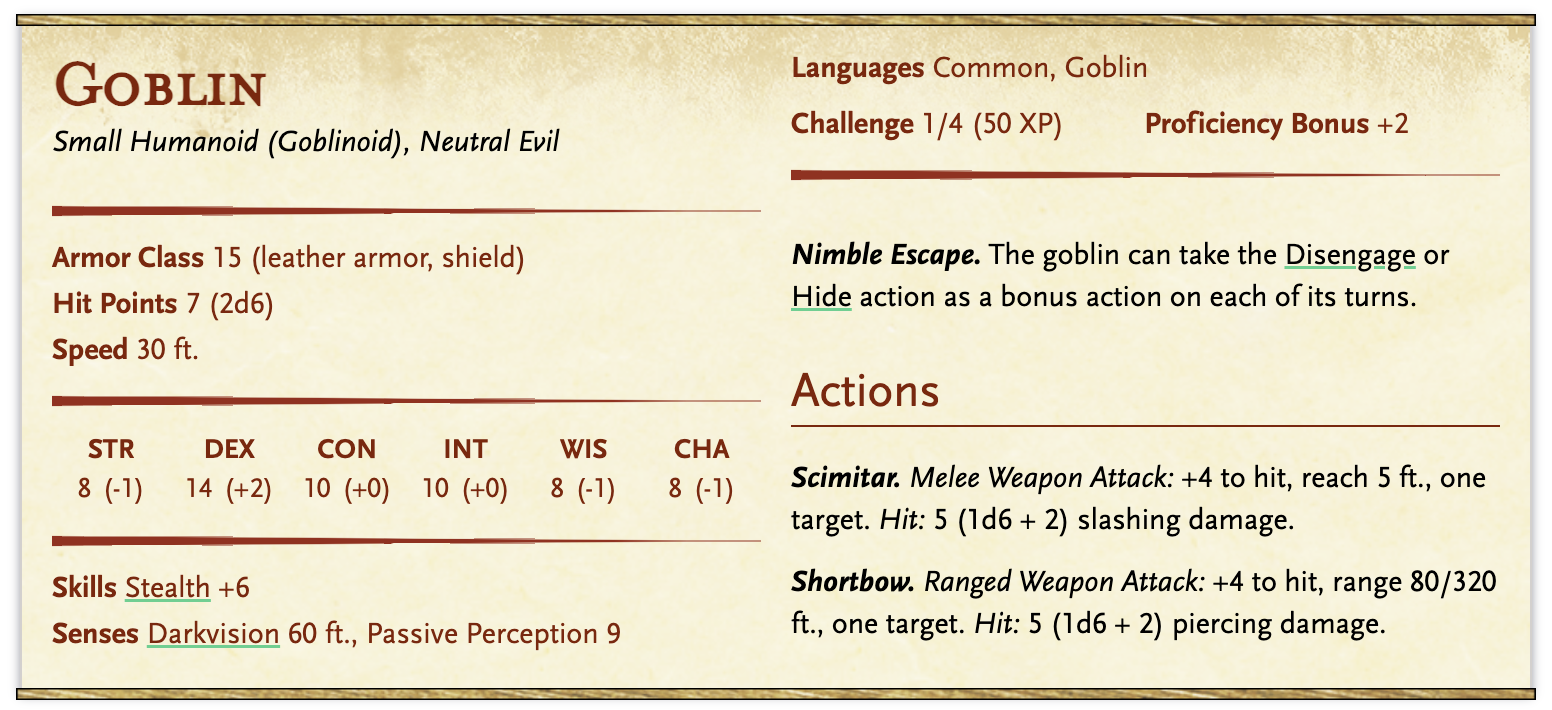 Goblin
Small Humanoid (Goblinoid), Neutral Evil
Armor Class 15 (leather armor, shield)
Hit Points 7 (2d6)
Speed 30 ft.
STR DEX CON INT WIS CHA
8 (-1) 14 (+2) 10 (+0) 10 (+0) 8 (-1) 8 (-1)
Skills Stealth +6
Senses Darkvision 60 ft., Passive Perception 9
Languages Common, Goblin
Challenge 1/4 (50 XP) Proficiency Bonus +2
Nimble Escape. The goblin can take the Disengage or
Hide action as a bonus action on each of its turns.
Actions
Scimitar. Melee Weapon Attack: +4 to hit, reach 5 ft., one
target. Hit: 5 (1d6 + 2) slashing damage.
Shortbow. Ranged Weapon Attack: +4 to hit, range 80/320
ft., one target. Hit: 5 (1d6 + 2) piercing damage.